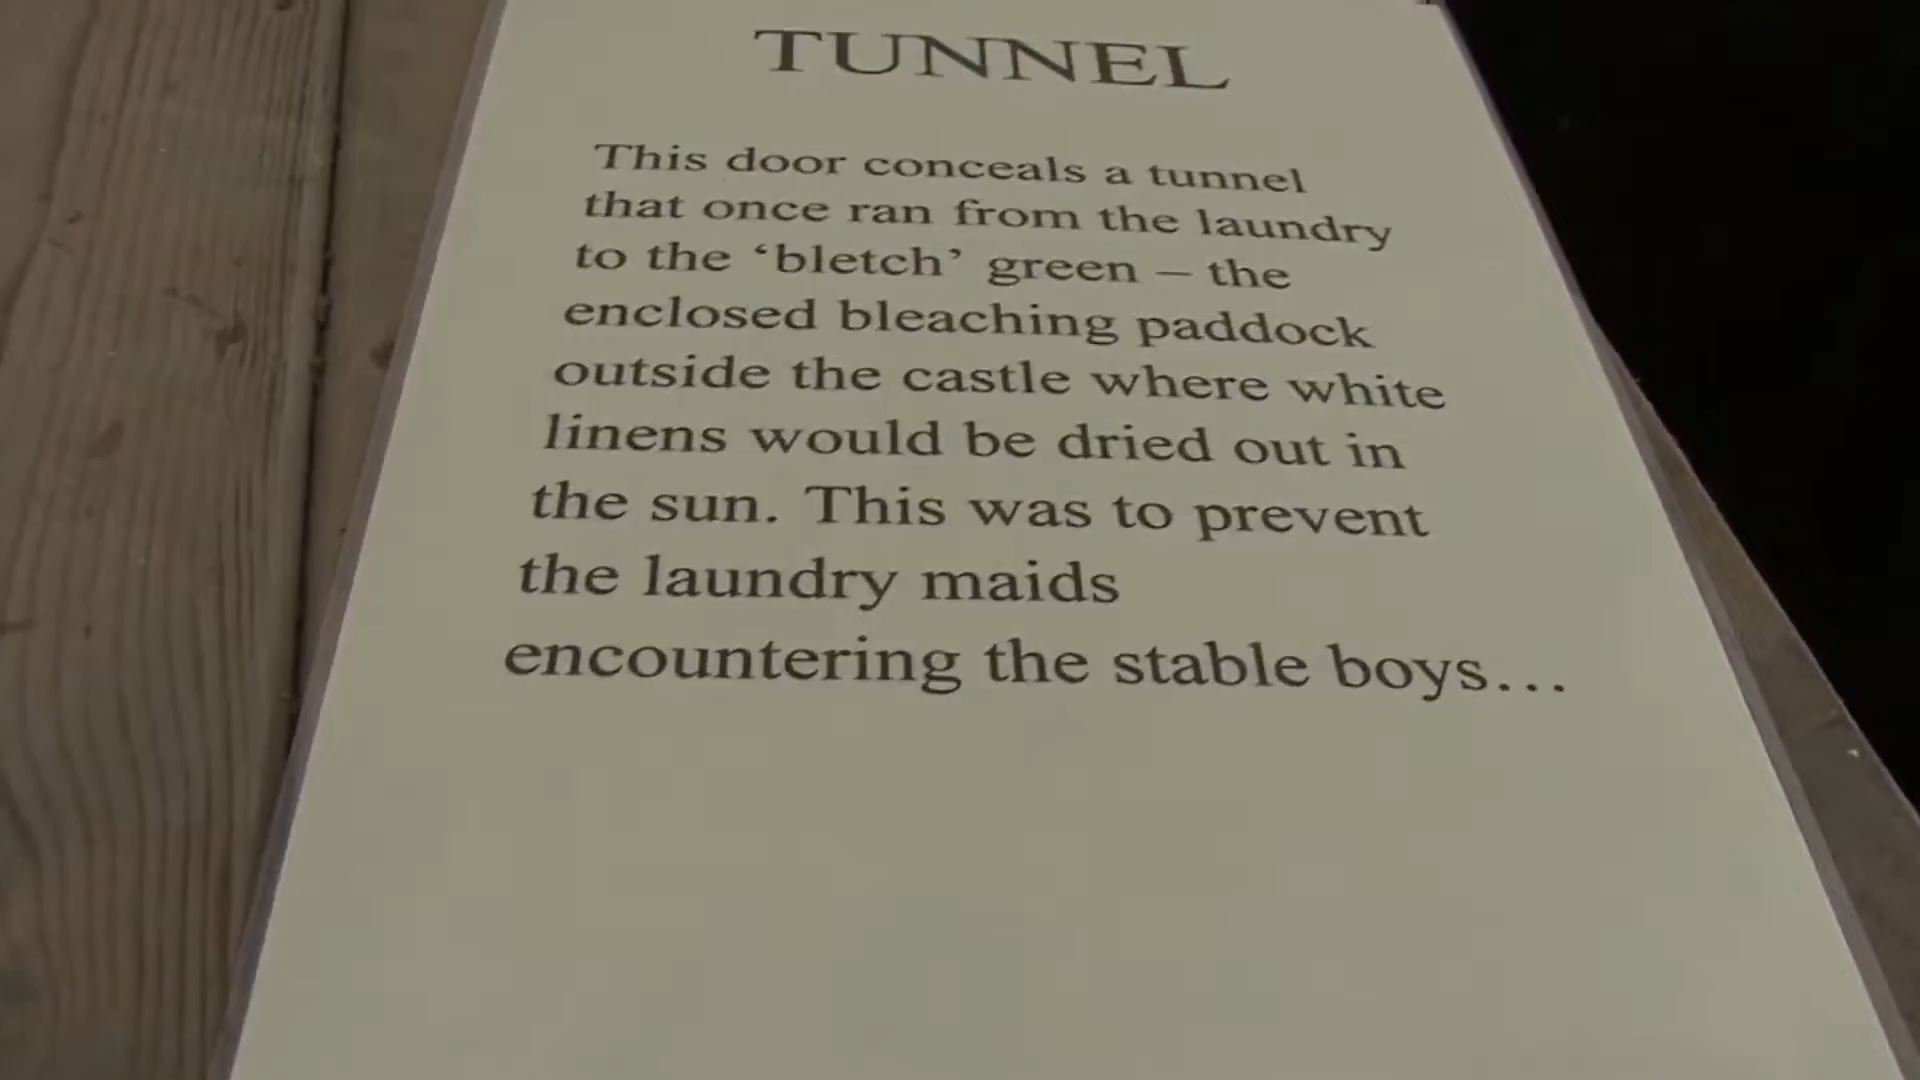 TUNNEL
This door conceals a tunnel
that once ran from the laundry
to the ‘bletch’ green – the
enclosed bleaching paddock
outside the castle where white
linens would be dried out in
the sun. This was to prevent
the laundry maids
encountering the stable boys…